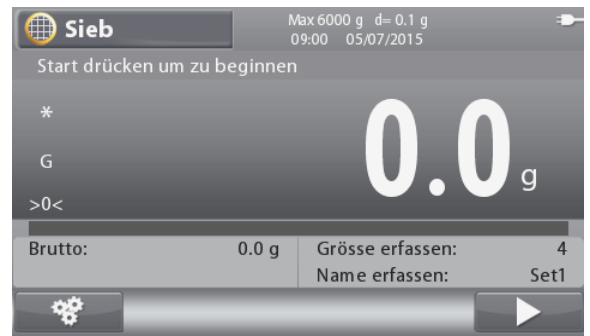 Sieb
Max 6000 g d= 0.1 g
09:00 05/07/2015
Start drücken um zu beginnen
*
G
>0<
0.0 g
Brutto: 0.0 g
Grösse erfassen: 4
Name erfassen: Set1